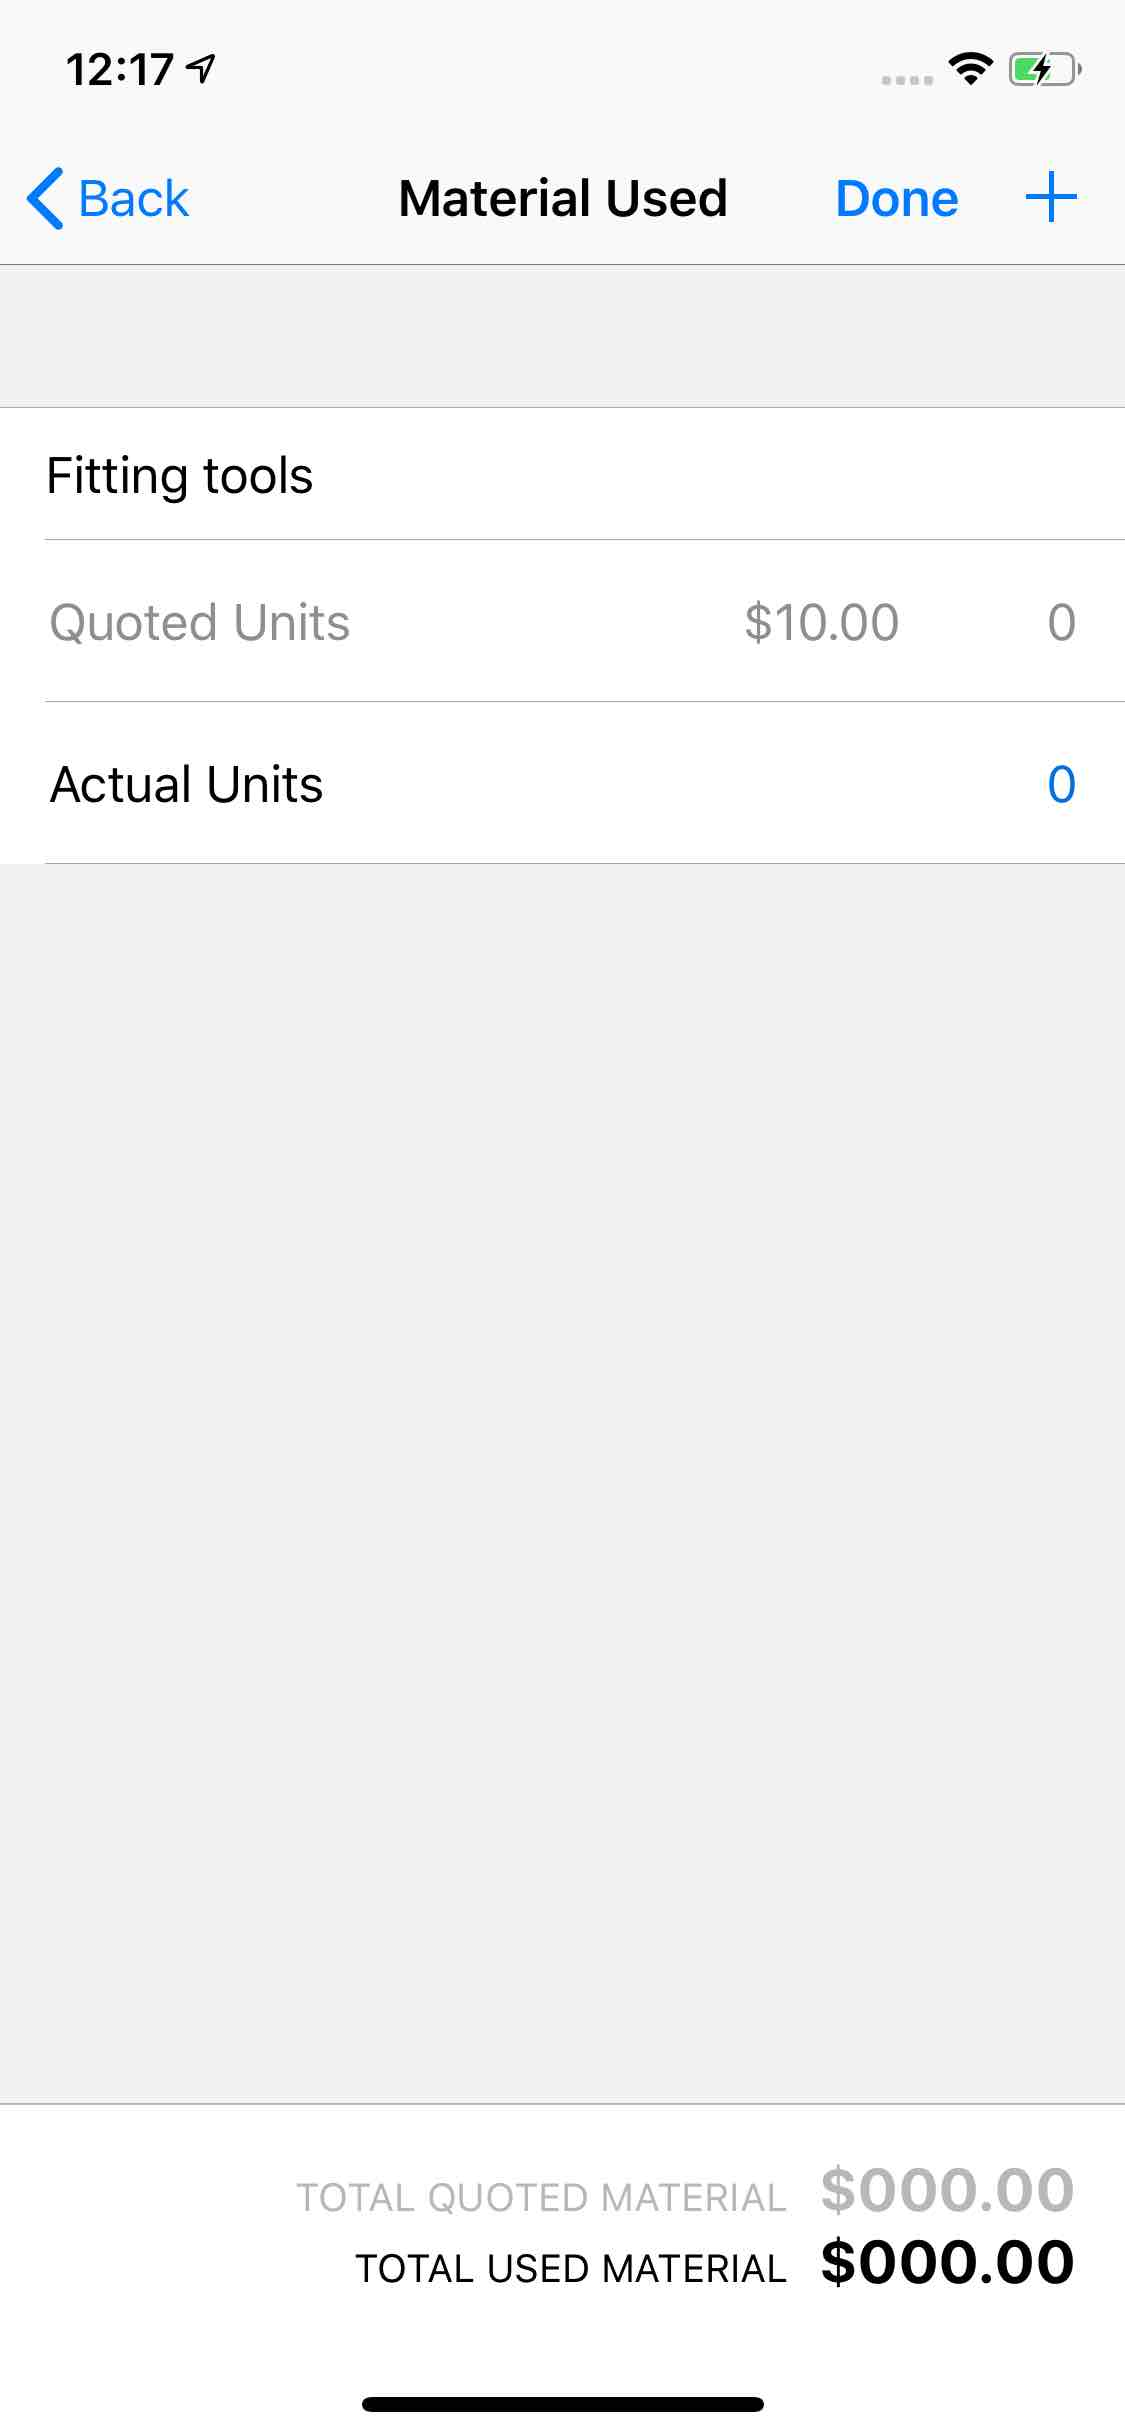 12:17
Back Material Used Done
Fitting tools
Quoted Units $10.00 0
Actual Units 0
TOTAL QUOTED MATERIAL $000.00
TOTAL USED MATERIAL $000.00